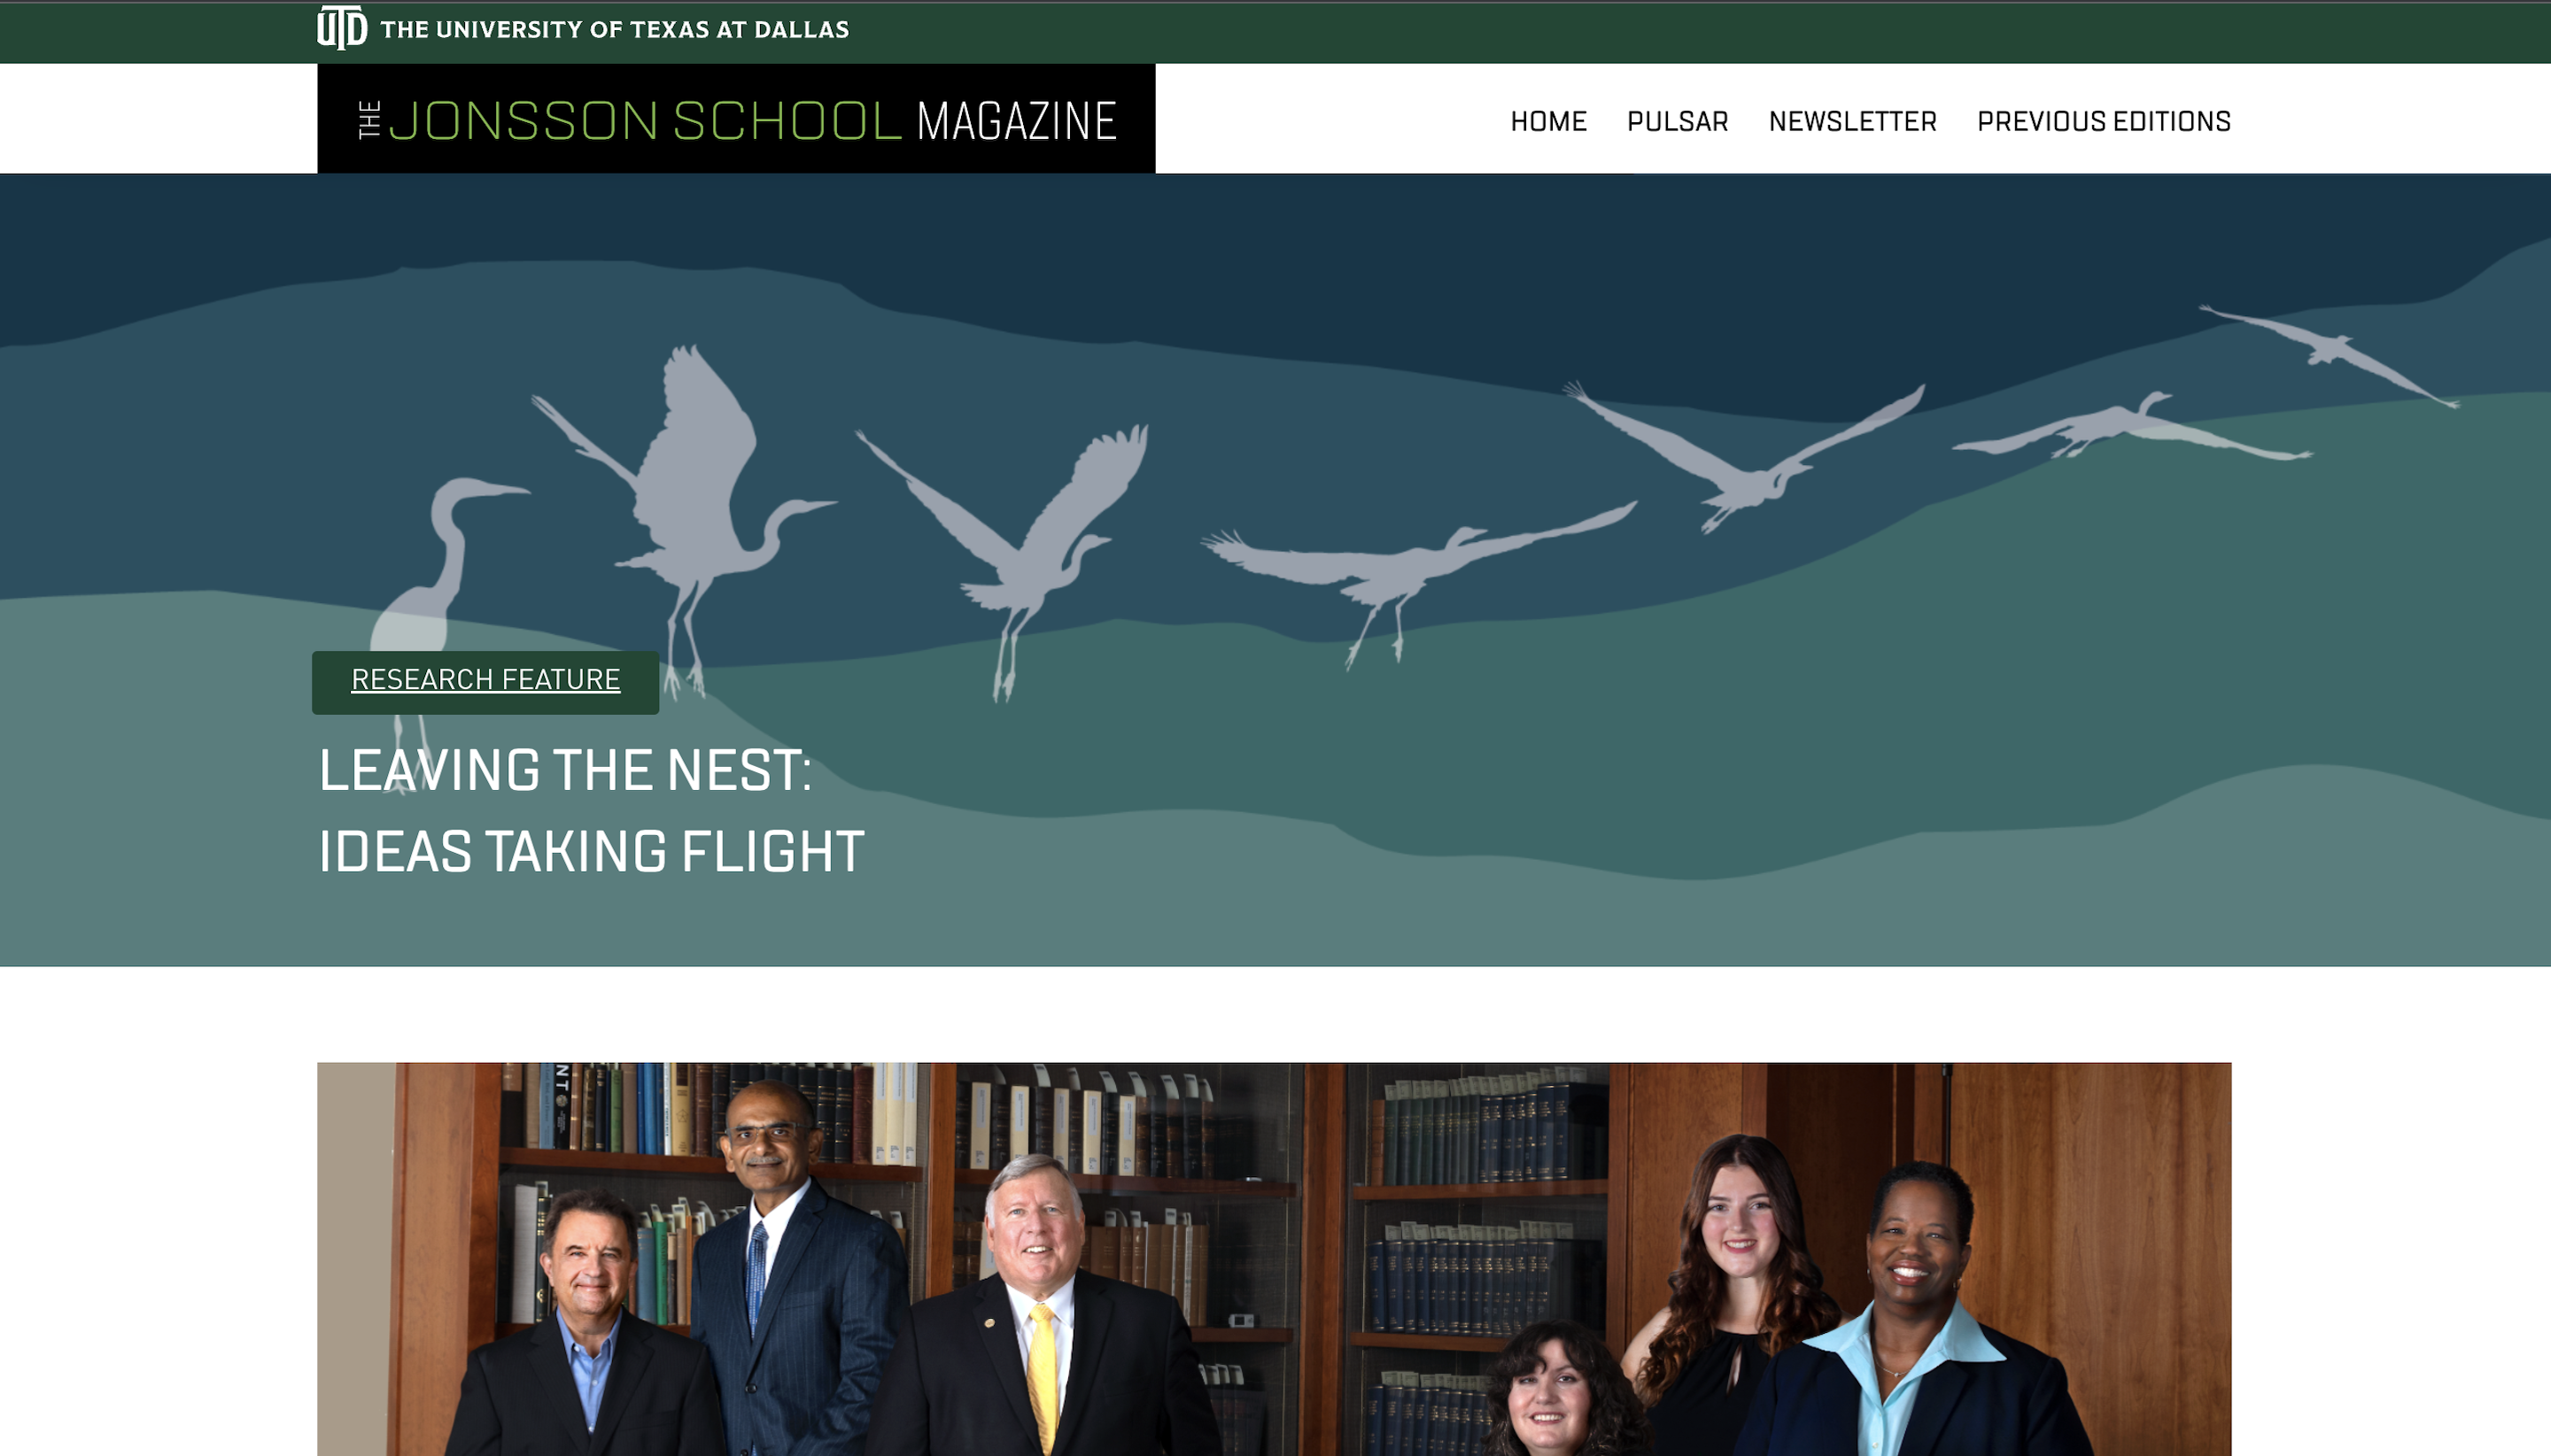 UTD THE UNIVERSITY OF TEXAS AT DALLAS
THE JONSSON SCHOOL MAGAZINE
HOME PULSAR NEWSLETTER PREVIOUS EDITIONS
RESEARCH FEATURE
LEAVING THE NEST:
IDEAS TAKING FLIGHT